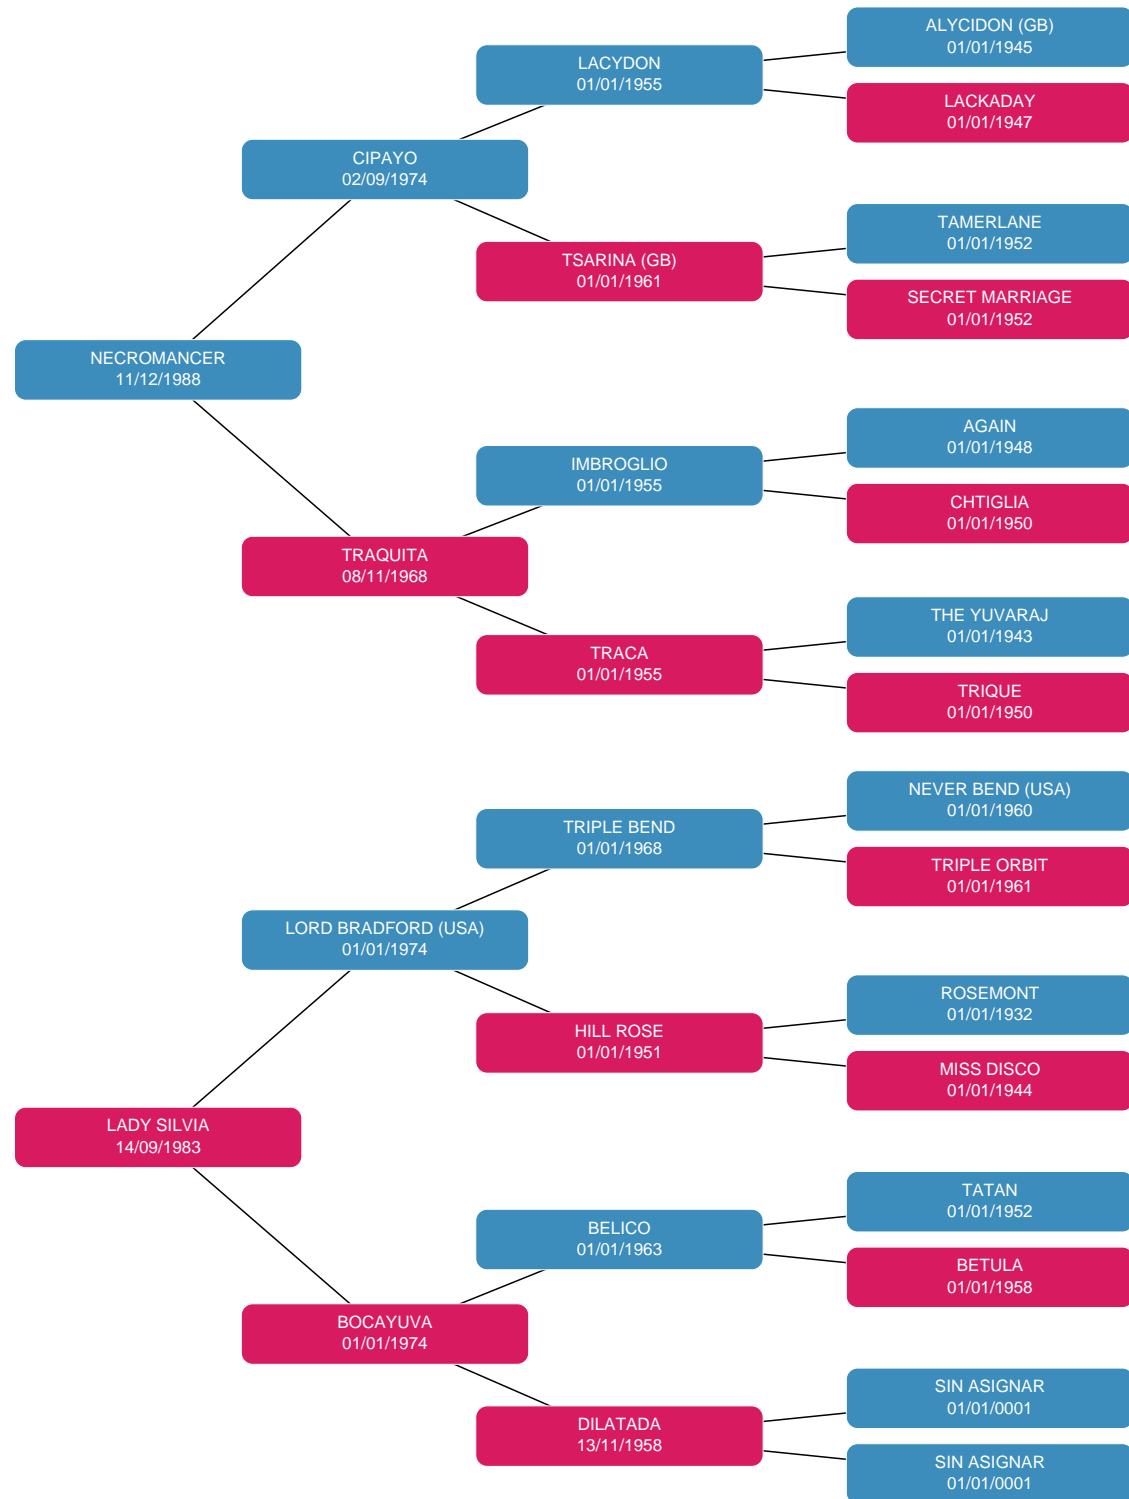 ALYCIDON (GB)
01/01/1945
LACYDON
01/01/1955
LACKADAY
01/01/1947
CIPAYO
02/09/1974
TAMERLANE
01/01/1952
TSARINA (GB)
01/01/1961
SECRET MARRIAGE
01/01/1952
NECROMANCER
11/12/1988
AGAIN
01/01/1948
IMBROGLIO
01/01/1955
CHTIGLIA
01/01/1950
TRAQUITA
08/11/1968
THE YUVARAJ
01/01/1943
TRACA
01/01/1955
TRIQUE
01/01/1950
NEVER BEND (USA)
01/01/1960
TRIPLE BEND
01/01/1968
TRIPLE ORBIT
01/01/1961
LORD BRADFORD (USA)
01/01/1974
ROSEMONT
01/01/1932
HILL ROSE
01/01/1951
MISS DISCO
01/01/1944
LADY SILVIA
14/09/1983
TATAN
01/01/1952
BELICO
01/01/1963
BETULA
01/01/1958
BOCAYUVA
01/01/1974
SIN ASIGNAR
01/01/0001
DILATADA
13/11/1958
SIN ASIGNAR
01/01/0001